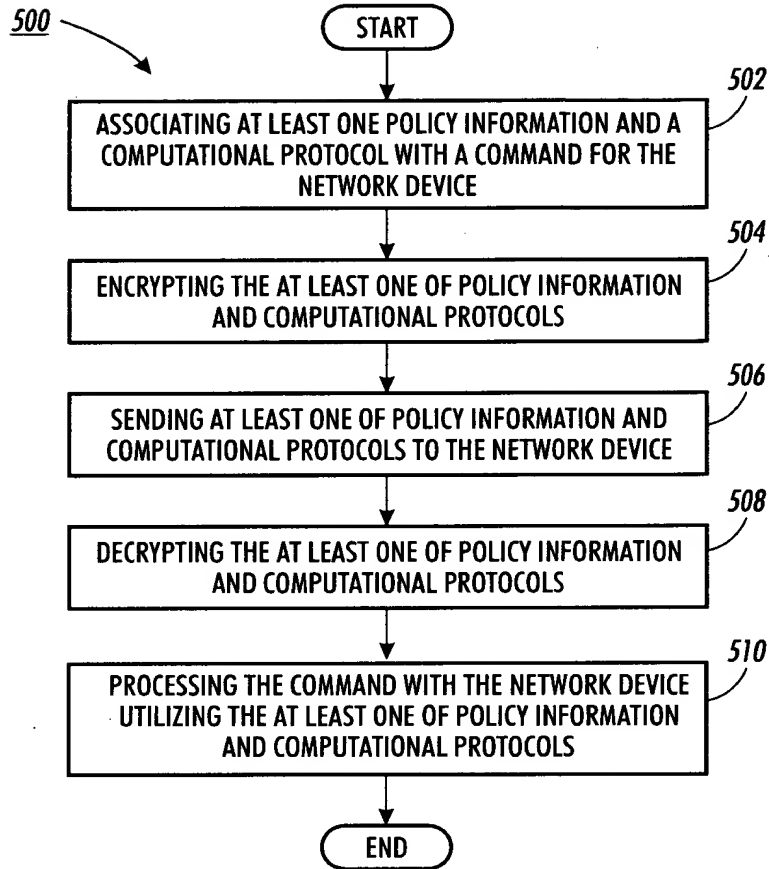 500
START
502
ASSOCIATING AT LEAST ONE POLICY INFORMATION AND A
COMPUTATIONAL PROTOCOL WITH A COMMAND FOR THE
NETWORK DEVICE
504
ENCRYPTING THE AT LEAST ONE OF POLICY INFORMATION
AND COMPUTATIONAL PROTOCOLS
506
SENDING AT LEAST ONE OF POLICY INFORMATION AND
COMPUTATIONAL PROTOCOLS TO THE NETWORK DEVICE
508
DECRYPTING THE AT LEAST ONE OF POLICY INFORMATION
AND COMPUTATIONAL PROTOCOLS
510
PROCESSING THE COMMAND WITH THE NETWORK DEVICE
UTILIZING THE AT LEAST ONE OF POLICY INFORMATION
AND COMPUTATIONAL PROTOCOLS
END